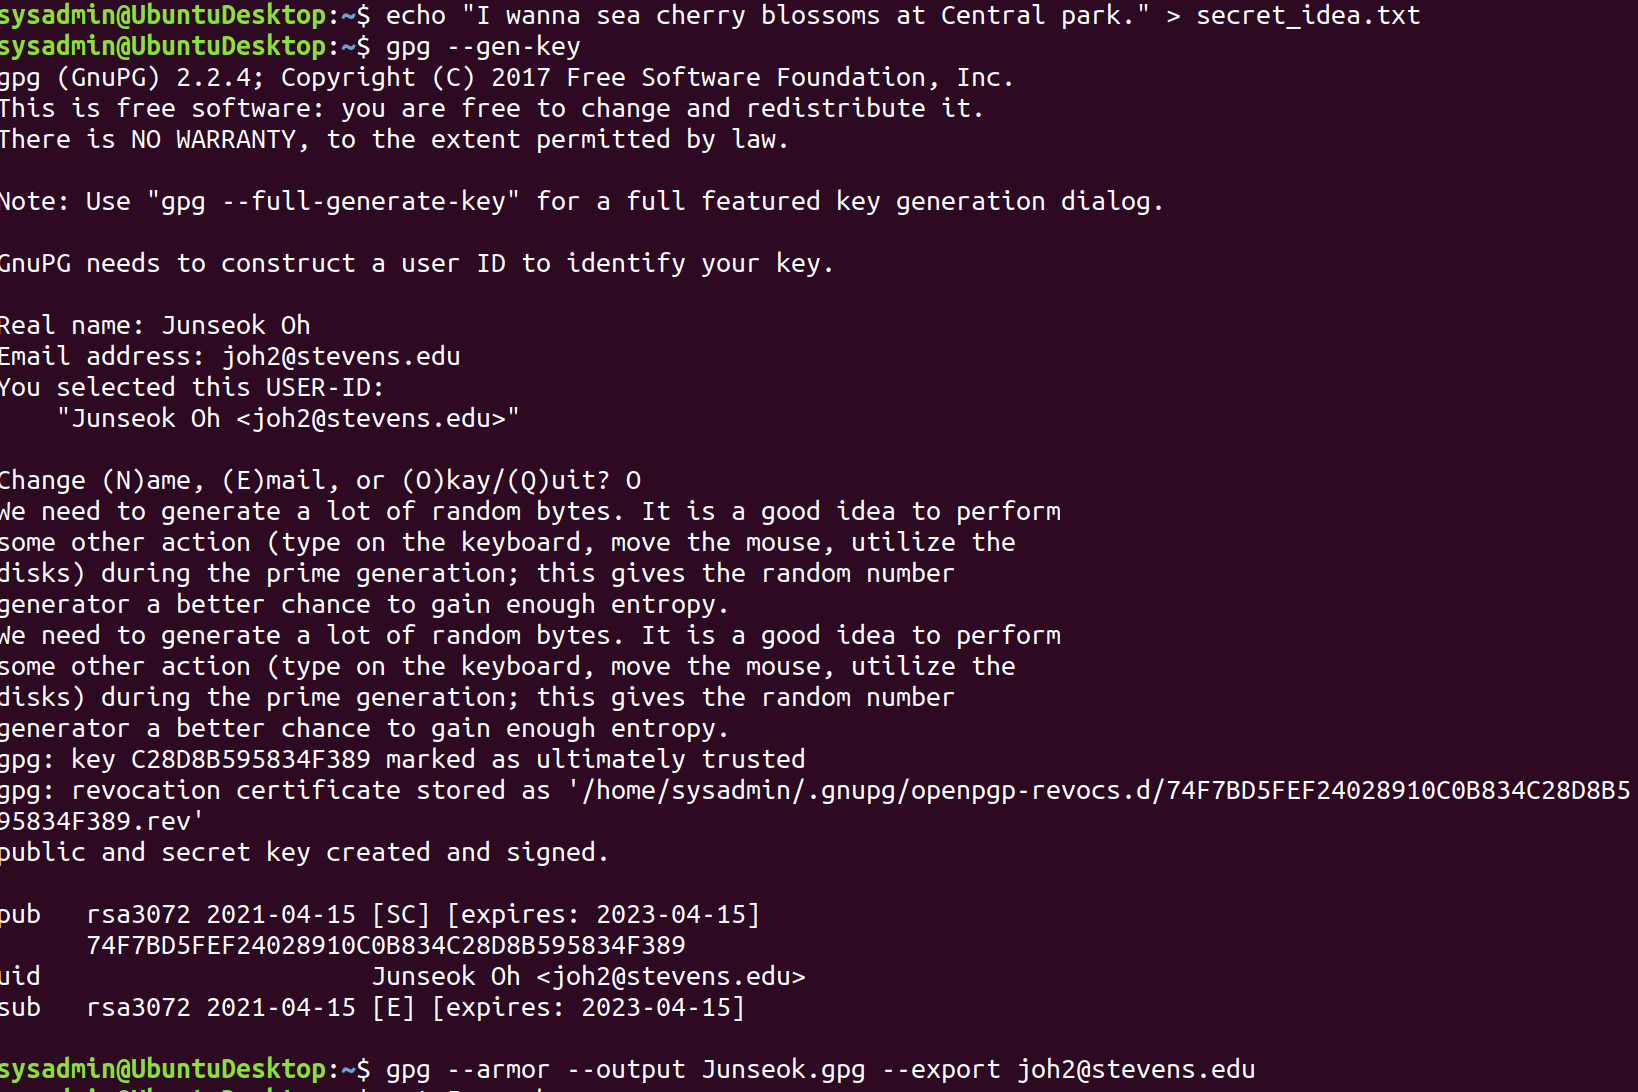 sysadmin@UbuntuDesktop:~$ echo "I wanna sea cherry blossoms at Central park." > secret_idea.txt
sysadmin@UbuntuDesktop:~$ gpg --gen-key
gpg (GnuPG) 2.2.4; Copyright (C) 2017 Free Software Foundation, Inc.
This is free software: you are free to change and redistribute it.
There is NO WARRANTY, to the extent permitted by law.

Note: Use "gpg --full-generate-key" for a full featured key generation dialog.

GnuPG needs to construct a user ID to identify your key.

Real name: Junseok Oh
Email address: joh2@stevens.edu
You selected this USER-ID:
    "Junseok Oh <joh2@stevens.edu>"

Change (N)ame, (E)mail, or (O)kay/(Q)uit? O
We need to generate a lot of random bytes. It is a good idea to perform
some other action (type on the keyboard, move the mouse, utilize the
disks) during the prime generation; this gives the random number
generator a better chance to gain enough entropy.
We need to generate a lot of random bytes. It is a good idea to perform
some other action (type on the keyboard, move the mouse, utilize the
disks) during the prime generation; this gives the random number
generator a better chance to gain enough entropy.
gpg: key C28D8B595834F389 marked as ultimately trusted
gpg: revocation certificate stored as '/home/sysadmin/.gnupg/openpgp-revocs.d/74F7BD5FEF24028910C0B834C28D8B5
95834F389.rev'
public and secret key created and signed.

pub   rsa3072 2021-04-15 [SC] [expires: 2023-04-15]
      74F7BD5FEF24028910C0B834C28D8B595834F389
uid                      Junseok Oh <joh2@stevens.edu>
sub   rsa3072 2021-04-15 [E] [expires: 2023-04-15]

sysadmin@UbuntuDesktop:~$ gpg --armor --output Junseok.gpg --export joh2@stevens.edu